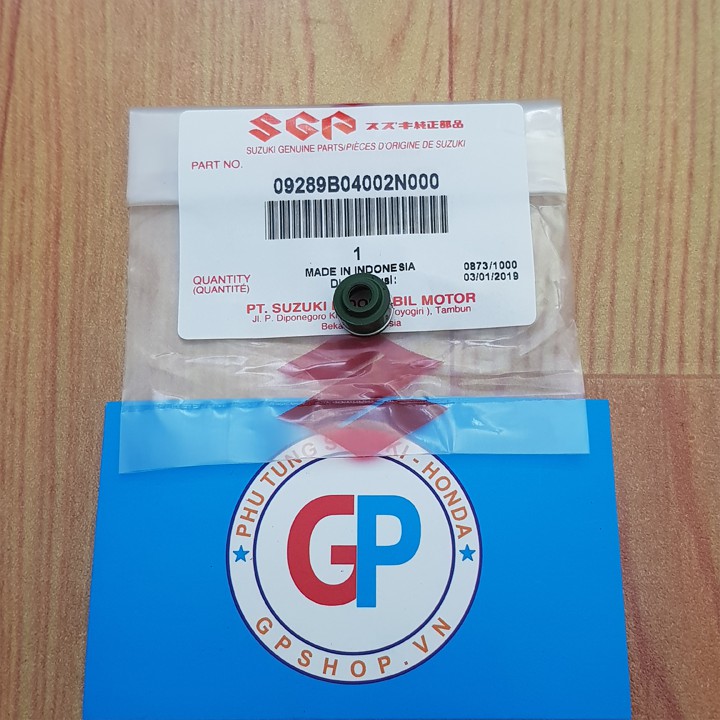 SGP スズキ純正部品
SUZUKI GENUINE PARTS/PIÈCES D'ORIGINE DE SUZUKI
PART NO.
09289B04002N000
1
MADE IN INDONESIA
0873/1000
03/01/2019
QUANTITY
(QUANTITÉ)
PT. SUZUKI BIL MOTOR
Jl. P. Diponegoro ), Tambun
PHU TUNG - HONDA
GP
GPSHOP.VN